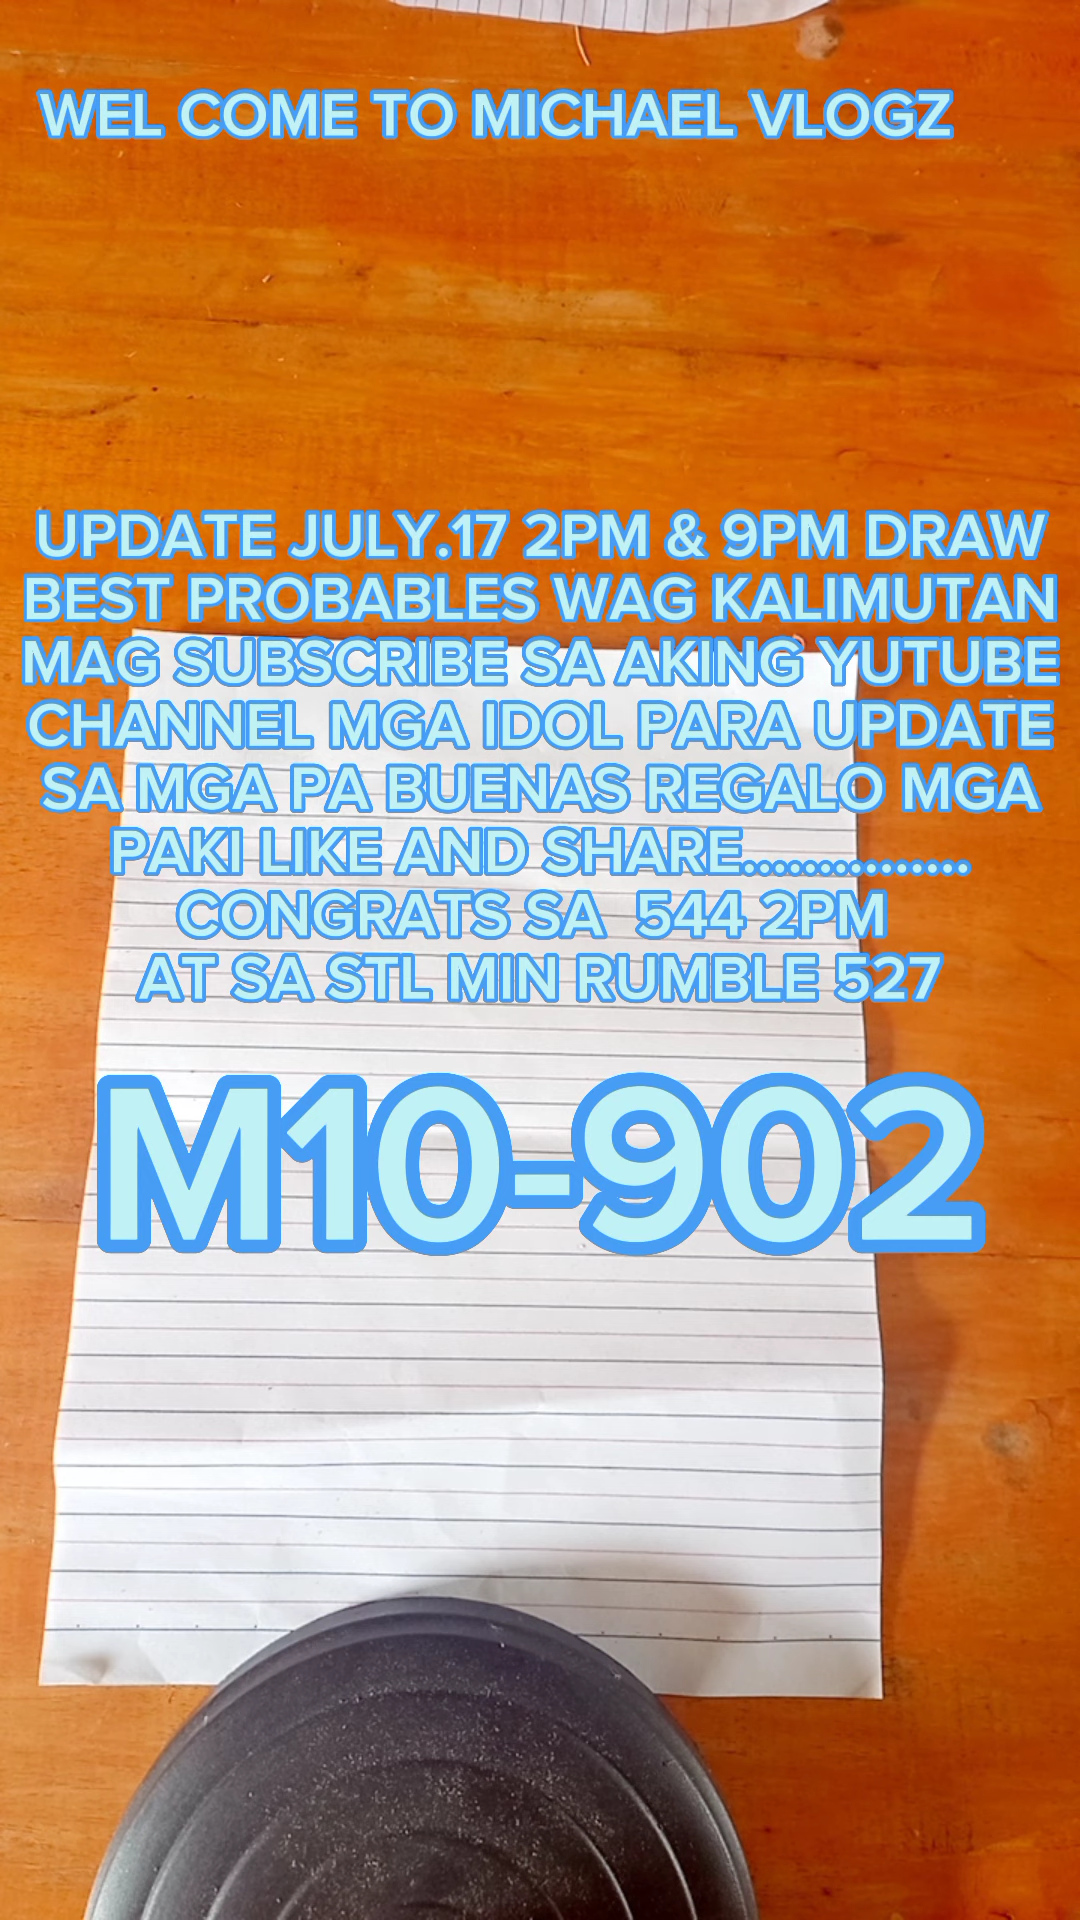 WEL COME TO MICHAEL VLOGZ
UPDATE JULY.17 2PM & 9PM DRAW
BEST PROBABLES WAG KALIMUTAN
MAG SUBSCRIBE SA AKING YUTUBE
CHANNEL MGA IDOL PARA UPDATE
SA MGA PA BUENAS REGALO MGA
PAKI LIKE AND SHARE...............
CONGRATS SA 544 2PM
AT SA STL MIN RUMBLE 527
M10-902